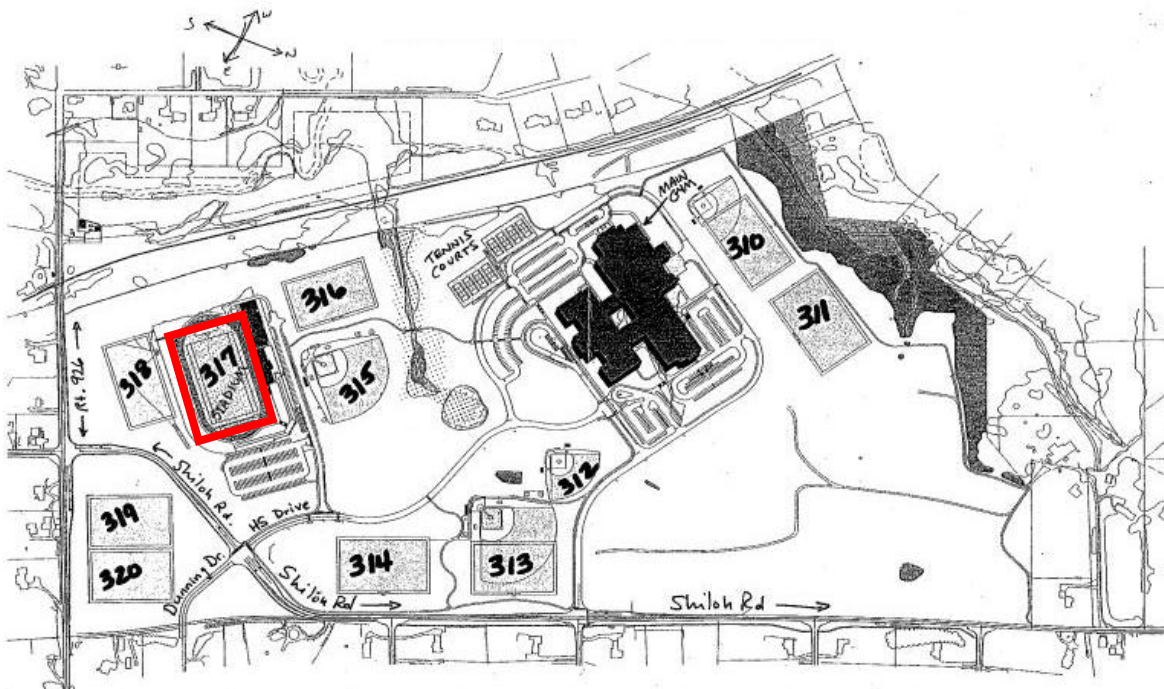 W
S
N
E
MAIN
GYM
TENNIS
COURTS
310
316
311
317
STADIUM
318
315
← Rt. 926 →
312
← Shiloh Rd.
319
HS Drive
314
313
320
Dunning Dr.
Shiloh Rd →
Shiloh Rd →